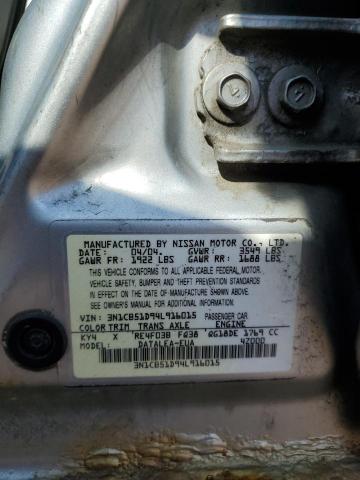 MANUFACTURED BY NISSAN MOTOR CO., LTD.
DATE: 04/04 GVWR: 3549 LBS
GAWR FR: 1922 LBS GAWR RR: 1688 LBS
THIS VEHICLE CONFORMS TO ALL APPLICABLE FEDERAL MOTOR
VEHICLE SAFETY, BUMPER AND THEFT PREVENTION STANDARDS
IN EFFECT ON THE DATE OF MANUFACTURE SHOWN ABOVE.
SEE OWNER'S MANUAL FOR ADDITIONAL INFORMATION.
VIN: 3N1CB51D94L916015 PASSENGER CAR
COLOR TRIM TRANS AXLE ENGINE
KY4 X RE4F03B FQ38 QG18DE 1769 CC
MODEL: DATALEA-EUA 4Z000
3N1CB51D94L916015